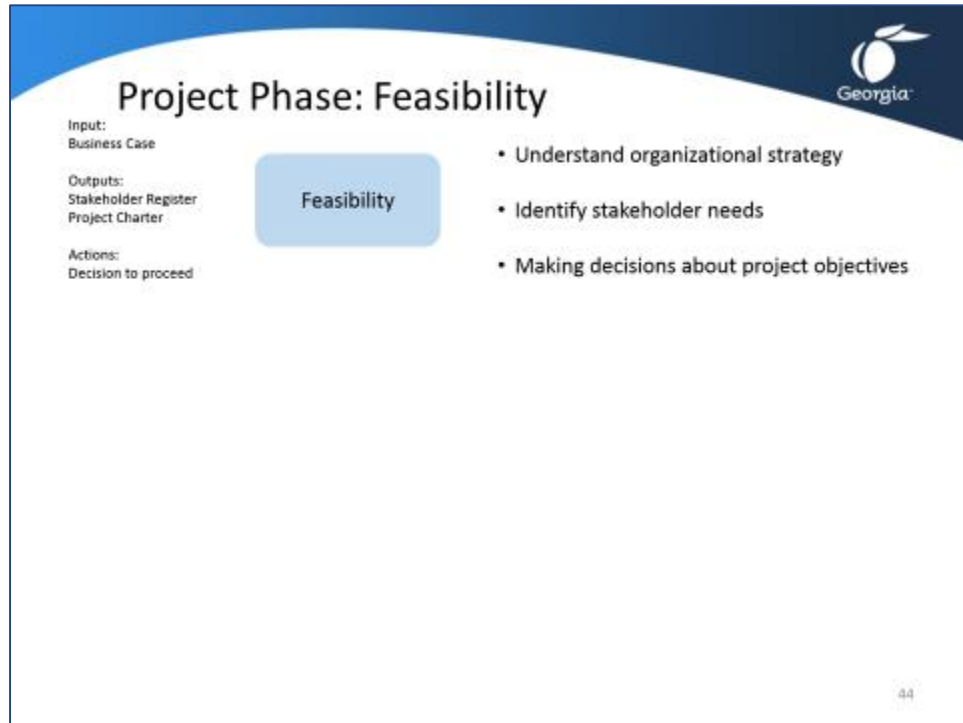 Georgia
Project Phase: Feasibility
Input:
Business Case
Outputs:
Stakeholder Register
Project Charter
Actions:
Decision to proceed
Feasibility
• Understand organizational strategy
• Identify stakeholder needs
• Making decisions about project objectives
44